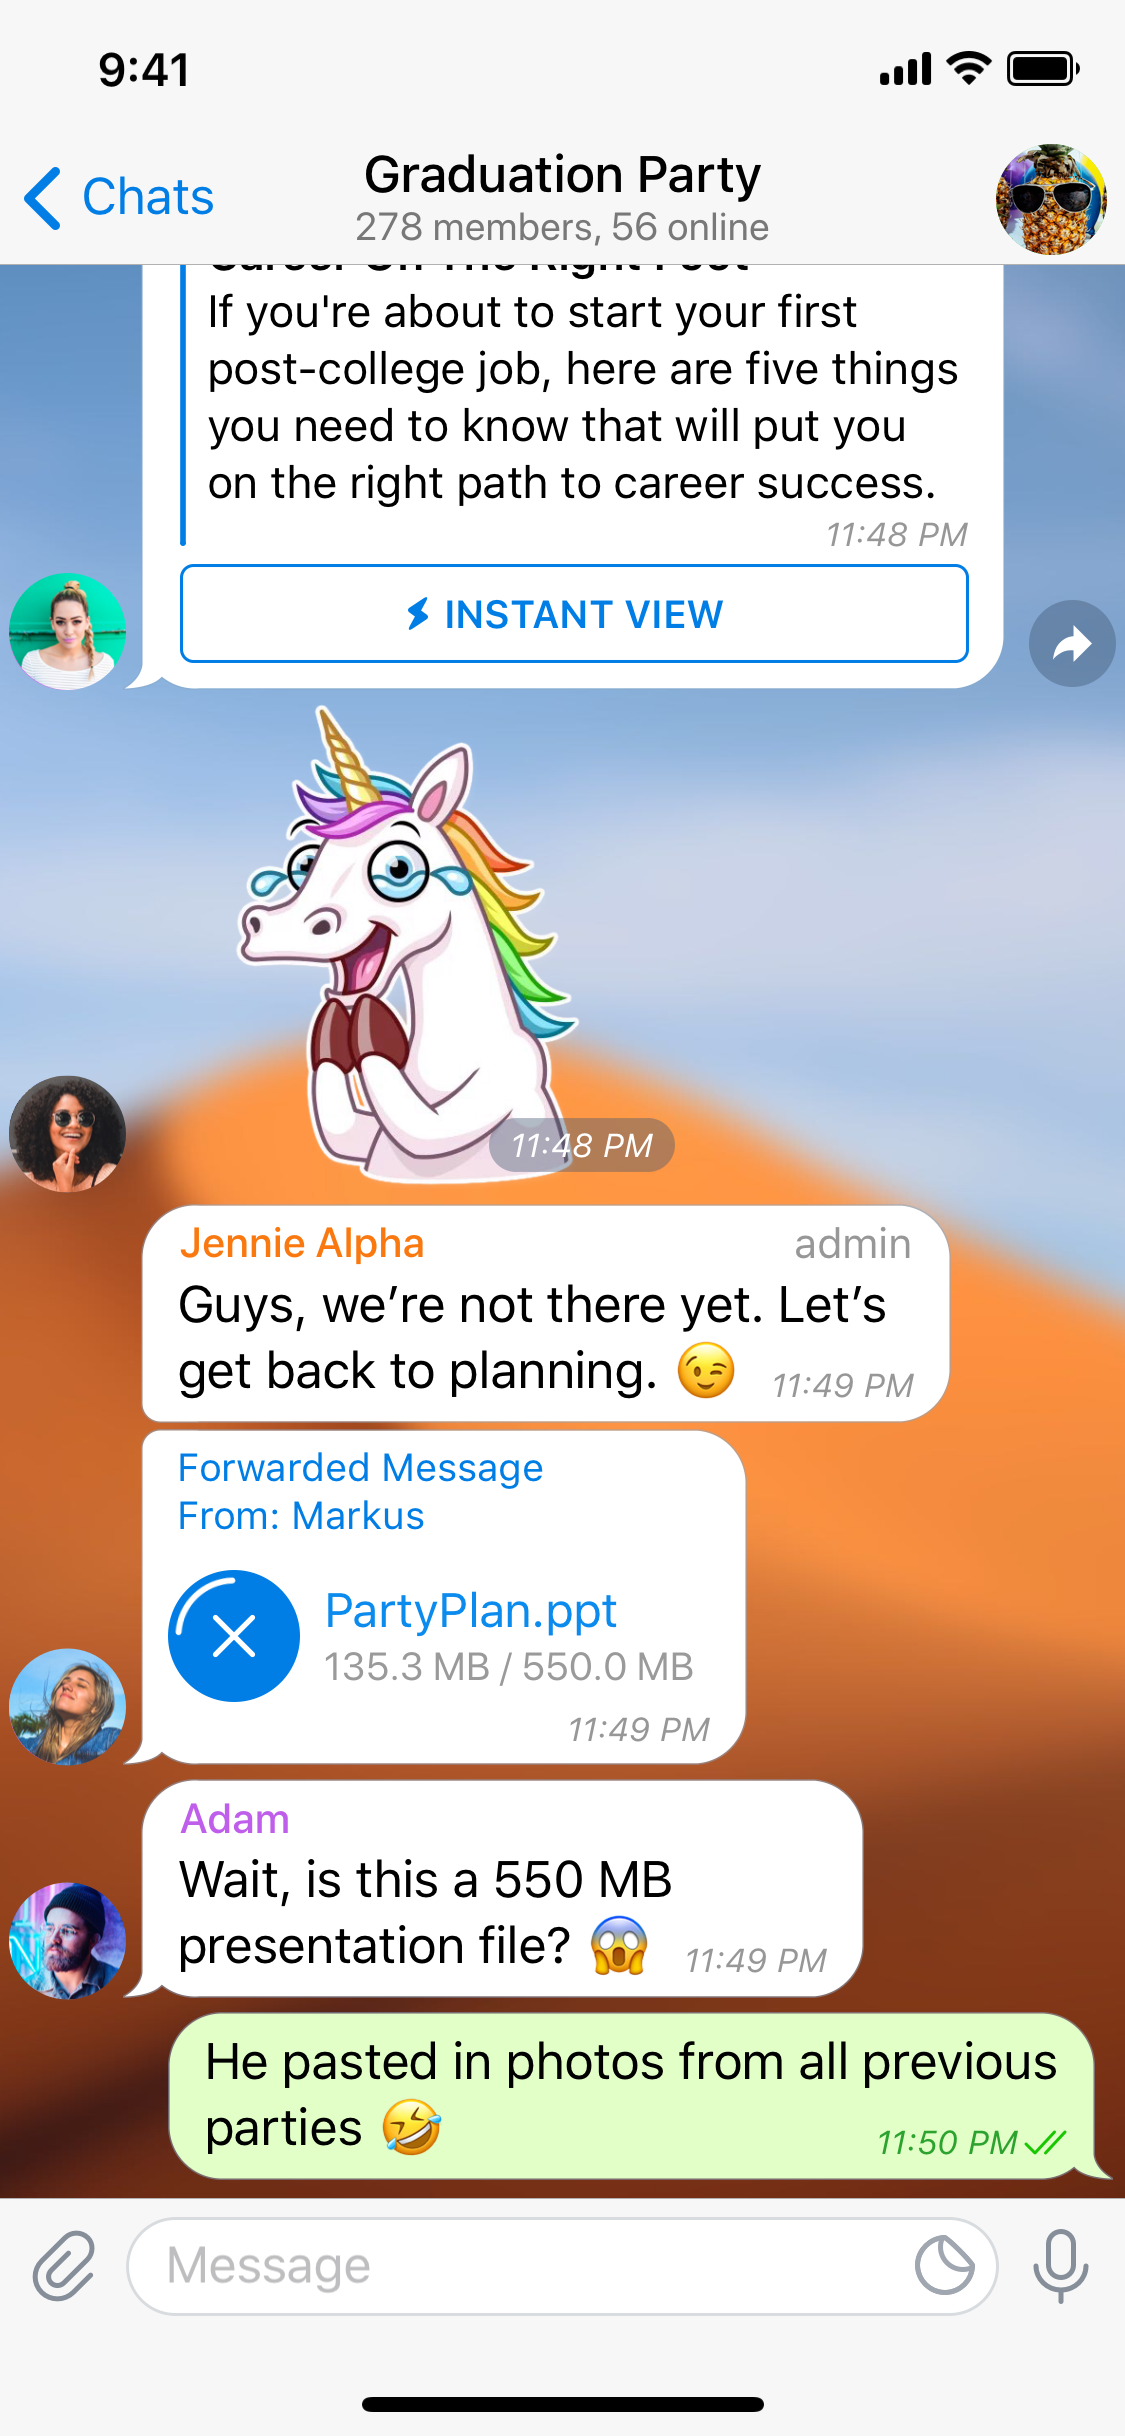 9:41
Chats
Graduation Party
278 members, 56 online
If you're about to start your first
post-college job, here are five things
you need to know that will put you
on the right path to career success.
11:48 PM
INSTANT VIEW
11:48 PM
Jennie Alpha admin
Guys, we’re not there yet. Let’s
get back to planning. 😉 11:49 PM
Forwarded Message
From: Markus
PartyPlan.ppt
135.3 MB / 550.0 MB
11:49 PM
Adam
Wait, is this a 550 MB
presentation file? 😱 11:49 PM
He pasted in photos from all previous
parties 🤣 11:50 PM
Message